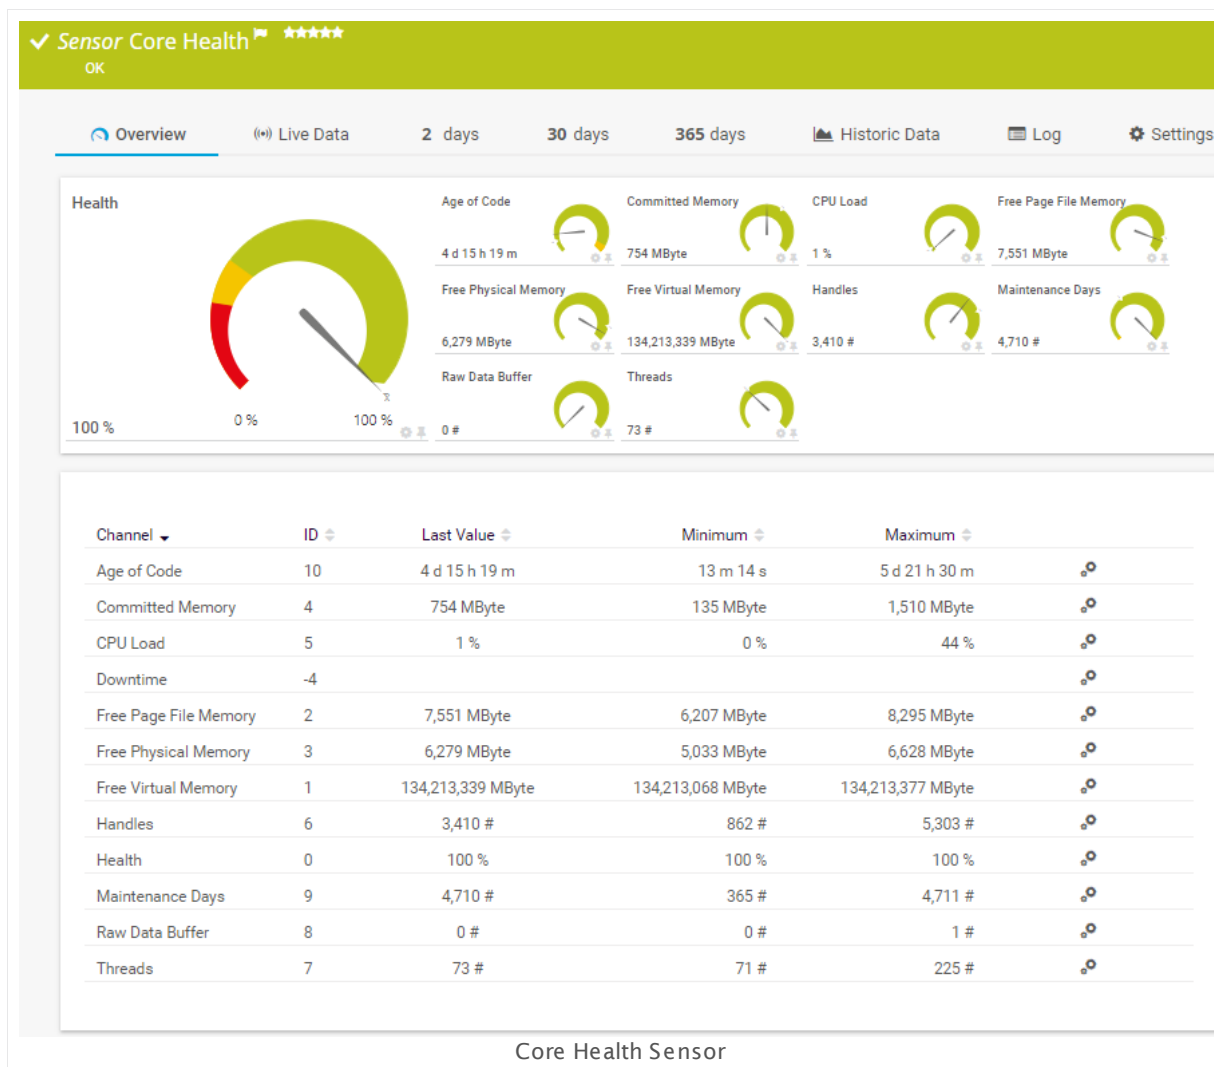 Sensor Core Health
OK
Overview Live Data 2 days 30 days 365 days Historic Data Log Settings
Health
100 %
0 %
100 %
Age of Code
4 d 15 h 19 m
Committed Memory
754 MByte
CPU Load
1 %
Free Page File Memory
7,551 MByte
Free Physical Memory
6,279 MByte
Free Virtual Memory
134,213,339 MByte
Handles
3,410 #
Maintenance Days
4,710 #
Raw Data Buffer
0 #
Threads
73 #
Channel ID Last Value Minimum Maximum
Age of Code 10 4 d 15 h 19 m 13 m 14 s 5 d 21 h 30 m
Committed Memory 4 754 MByte 135 MByte 1,510 MByte
CPU Load 5 1 % 0 % 44 %
Downtime -4
Free Page File Memory 2 7,551 MByte 6,207 MByte 8,295 MByte
Free Physical Memory 3 6,279 MByte 5,033 MByte 6,628 MByte
Free Virtual Memory 1 134,213,339 MByte 134,213,068 MByte 134,213,377 MByte
Handles 6 3,410 # 862 # 5,303 #
Health 0 100 % 100 % 100 %
Maintenance Days 9 4,710 # 365 # 4,711 #
Raw Data Buffer 8 0 # 0 # 1 #
Threads 7 73 # 71 # 225 #
Core Health Sensor